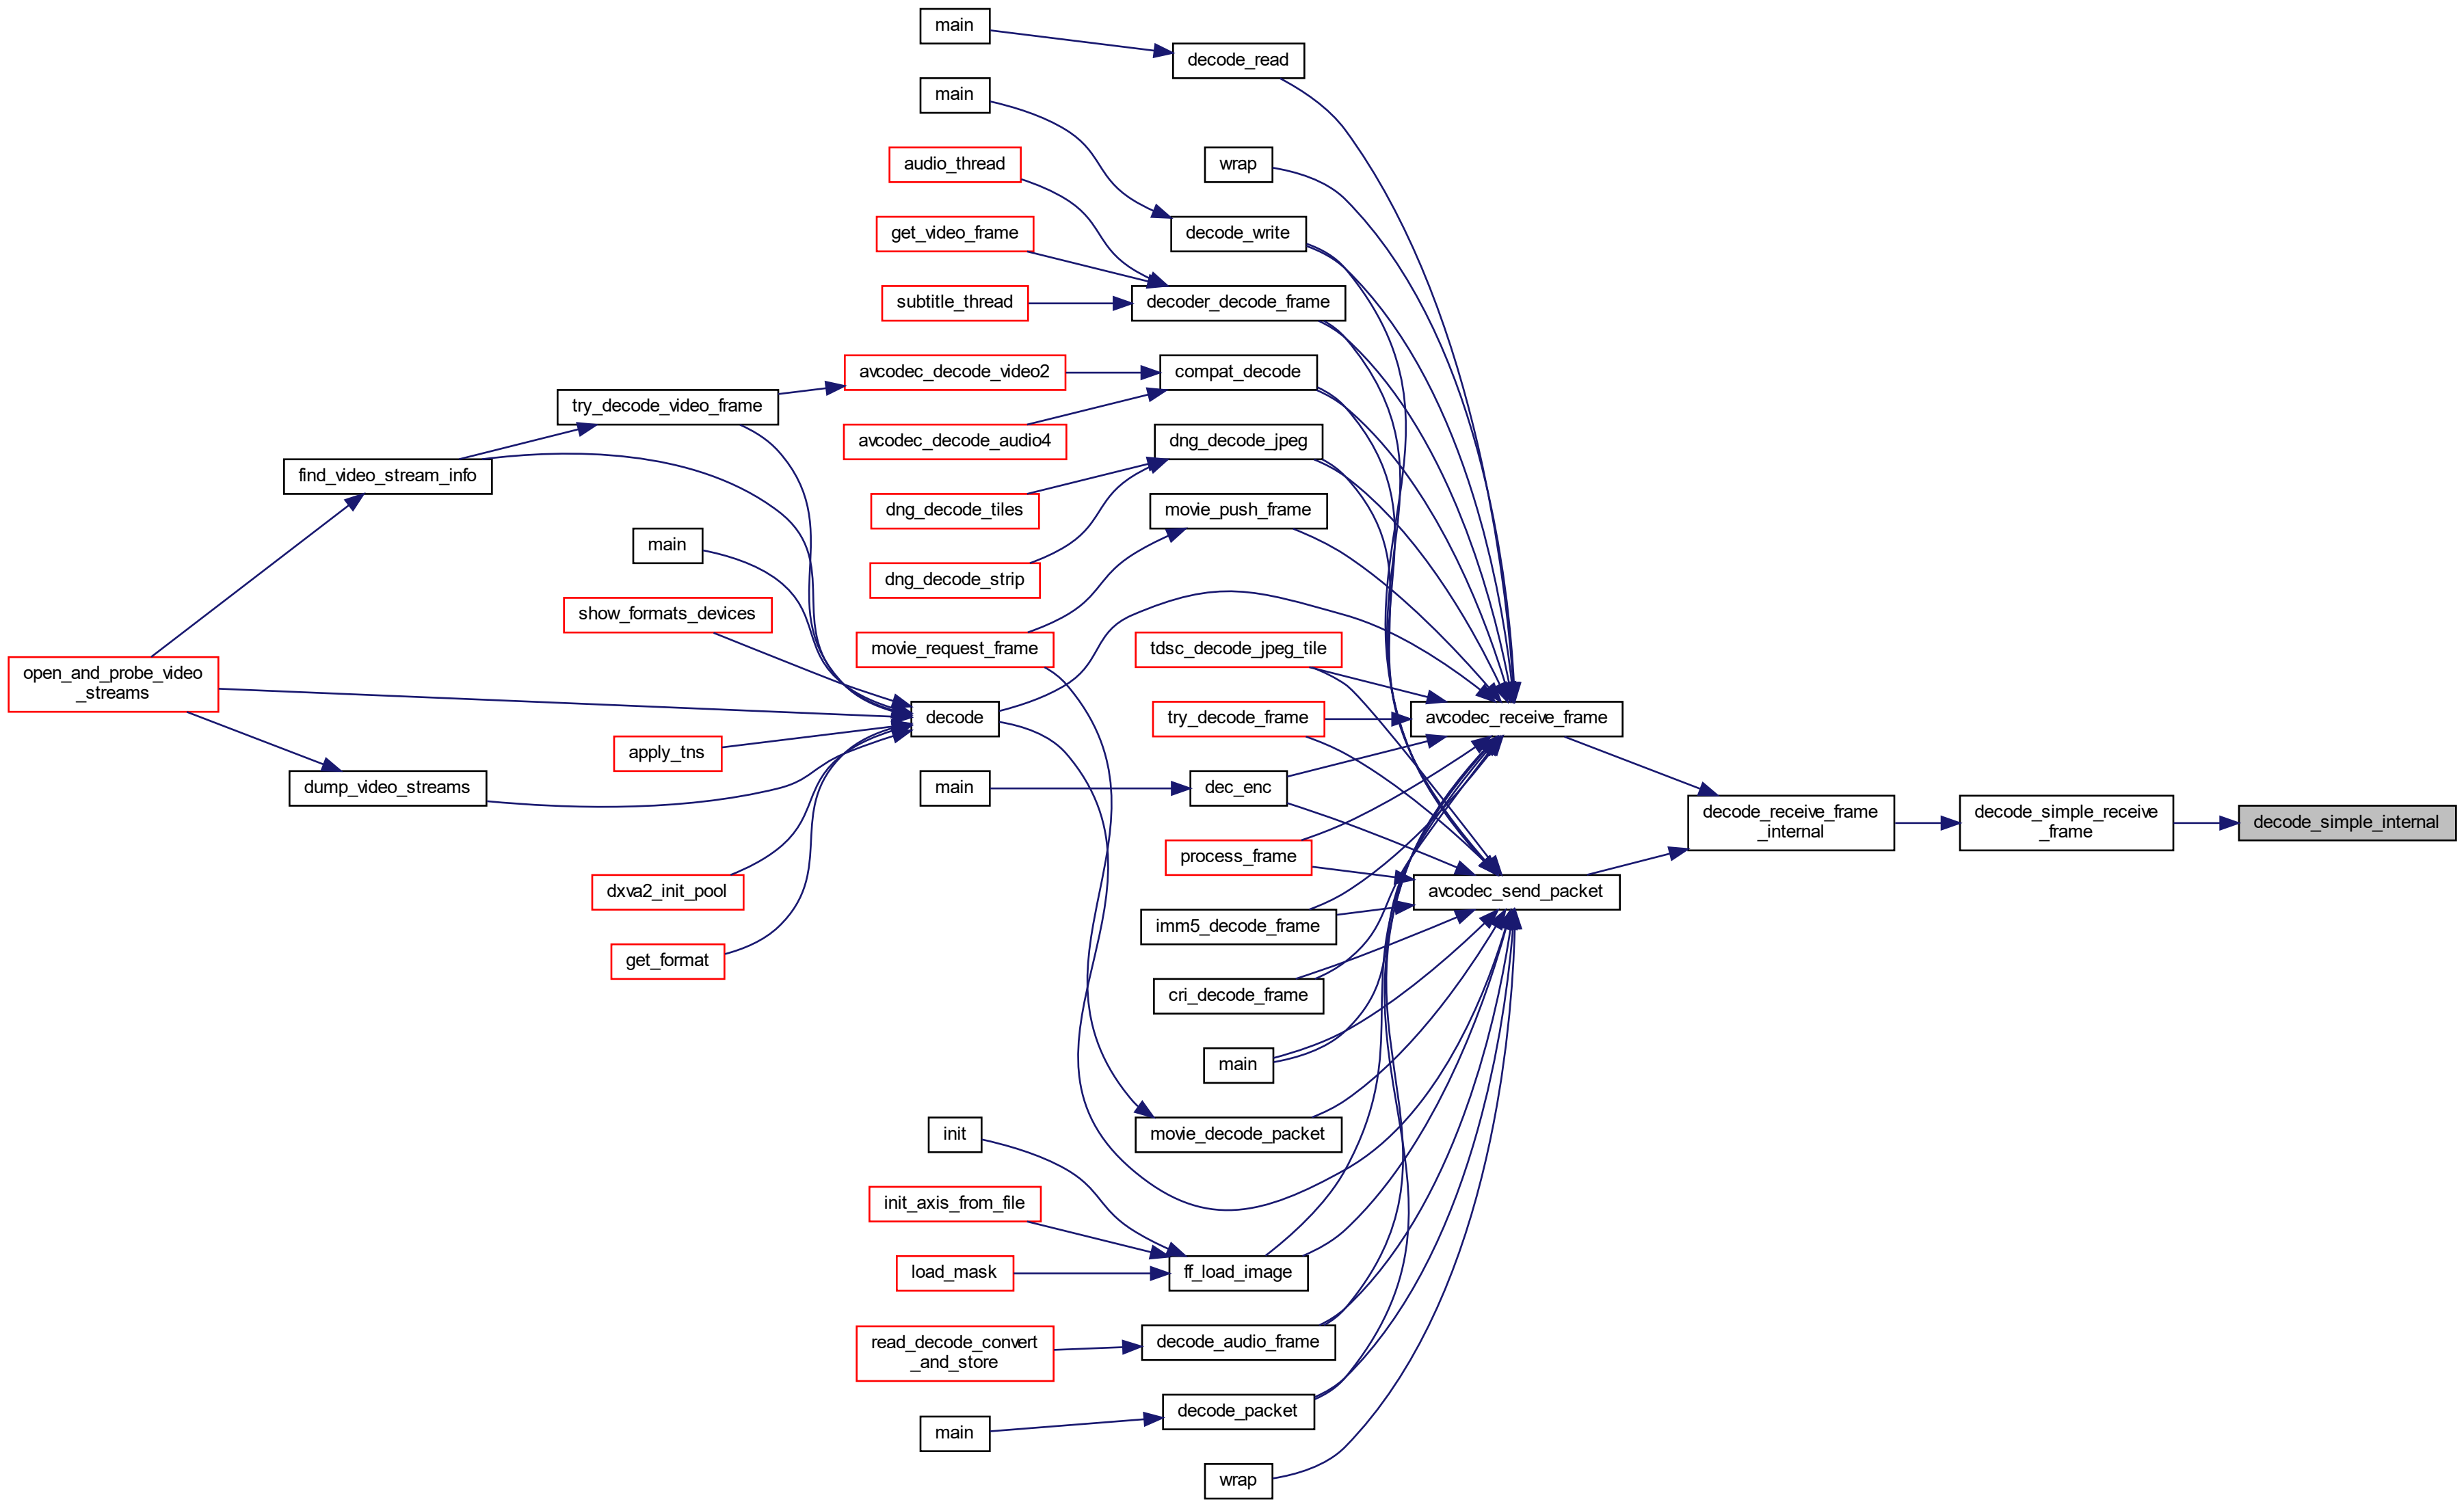 main
decode_read
main
wrap
audio_thread
get_video_frame
decode_write
subtitle_thread
decoder_decode_frame
avcodec_decode_video2
compat_decode
try_decode_video_frame
avcodec_decode_audio4
dng_decode_jpeg
find_video_stream_info
dng_decode_tiles
movie_push_frame
main
dng_decode_strip
show_formats_devices
movie_request_frame
tdsc_decode_jpeg_tile
open_and_probe_video
_streams
decode
try_decode_frame
avcodec_receive_frame
apply_tns
dump_video_streams
main
dec_enc
decode_receive_frame
_internal
decode_simple_receive
_frame
decode_simple_internal
process_frame
dxva2_init_pool
avcodec_send_packet
imm5_decode_frame
get_format
cri_decode_frame
main
init
movie_decode_packet
init_axis_from_file
load_mask
ff_load_image
read_decode_convert
_and_store
decode_audio_frame
decode_packet
main
wrap